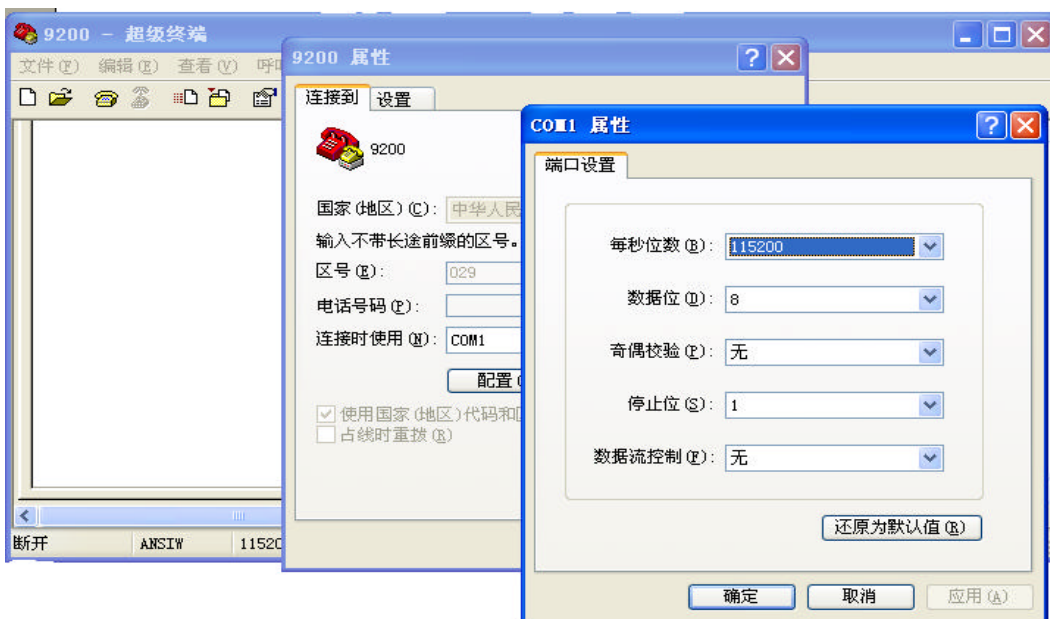 9200 - 超级终端
文件(F) 编辑(E) 查看(V)
9200 属性
连接到 设置
9200
国家(地区)(C): 中华人民
输入不带长途前缀的区号。
区号(E): 029
电话号码(P):
连接时使用(N): COM1
配置
使用国家(地区)代码和
占线时重拨(R)
断开 ANSIW 11520
COM1 属性
端口设置
每秒位数(B): 115200
数据位(D): 8
奇偶校验(P): 无
停止位(S): 1
数据流控制(F): 无
还原为默认值(R)
确定 取消 应用(A)